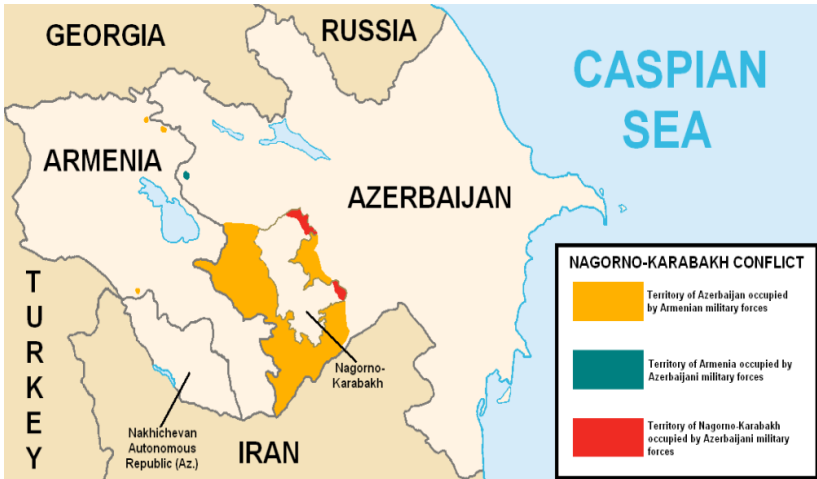 GEORGIA
RUSSIA
CASPIAN
SEA
ARMENIA
AZERBAIJAN
T
U
R
K
E
Y
Nagorno-
Karabakh
Nakhichevan
Autonomous
Republic (Az.)
IRAN
NAGORNO-KARABAKH CONFLICT
Territory of Azerbaijan occupied
by Armenian military forces
Territory of Armenia occupied by
Azerbaijani military forces
Territory of Nagorno-Karabakh
occupied by Azerbaijani military
forces